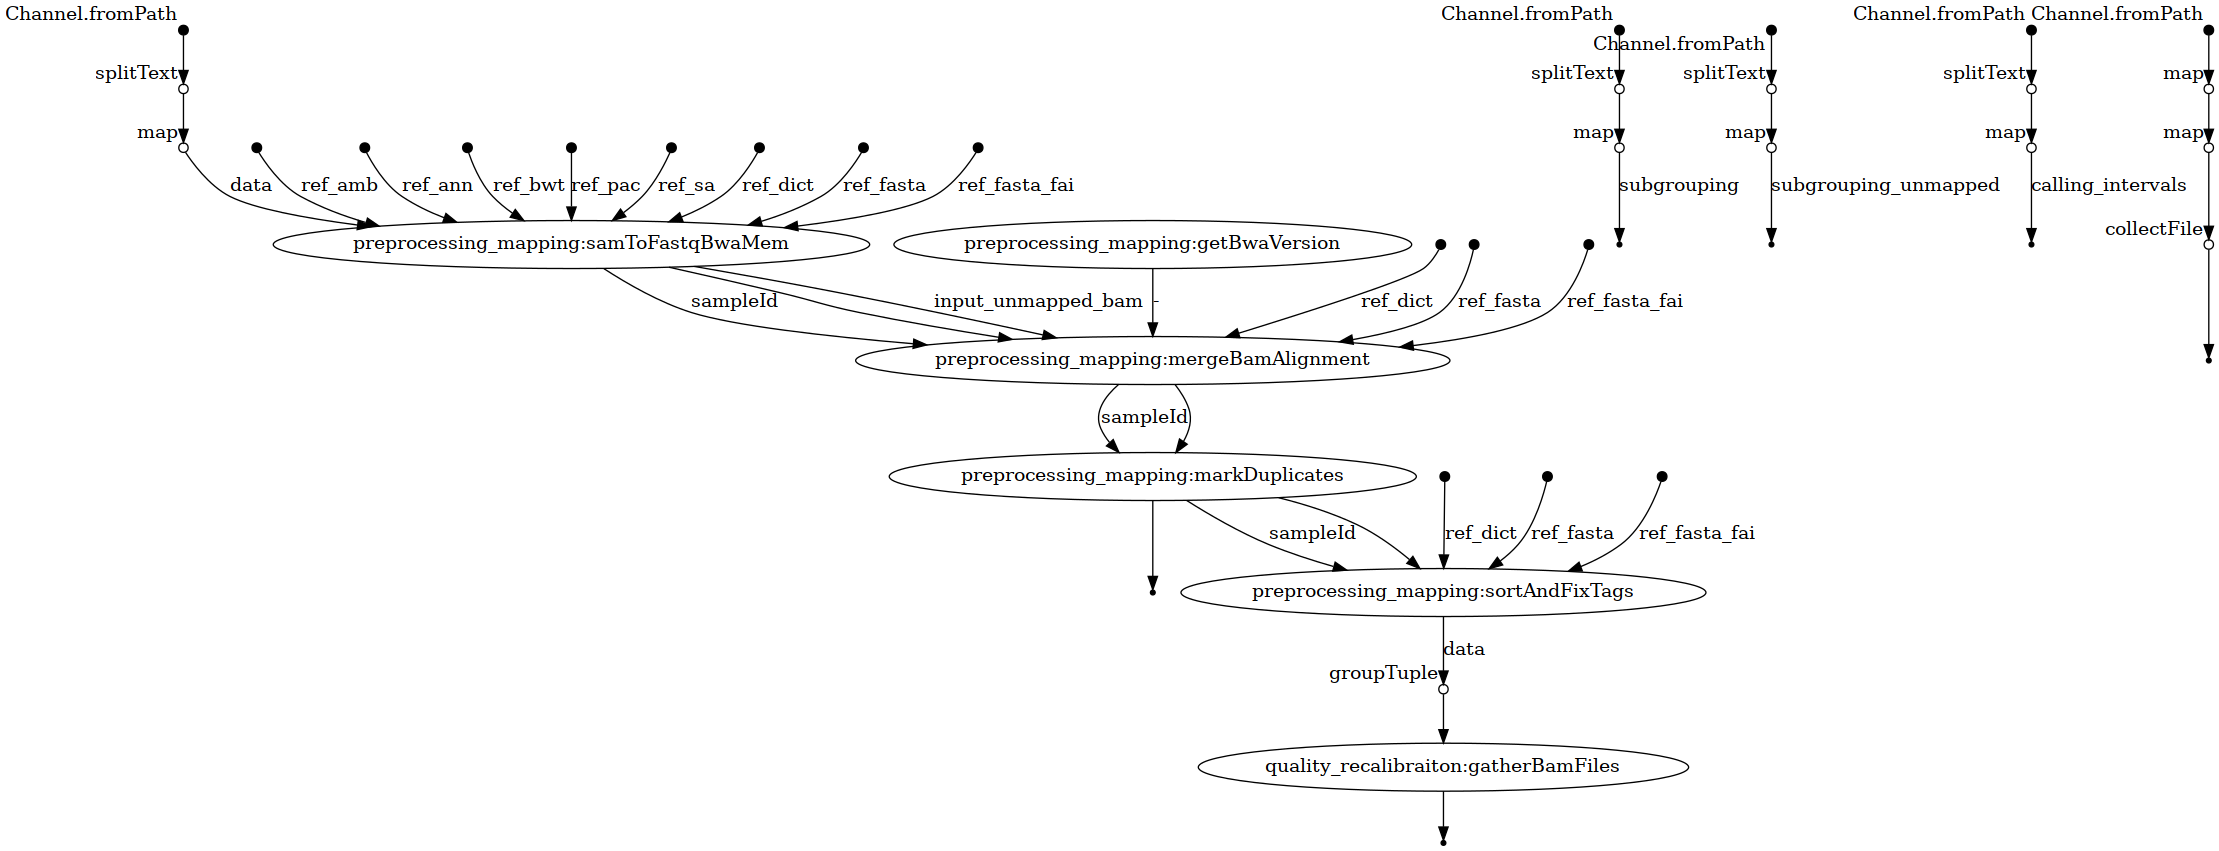 Channel.fromPath
Channel.fromPath
Channel.fromPath
Channel.fromPath
Channel.fromPath
splitText
splitText
splitText
splitText
map
map
map
map
map
map
data
ref_amb
ref_ann
ref_bwt
ref_pac
ref_sa
ref_dict
ref_fasta
ref_fasta_fai
subgrouping
subgrouping_unmapped
calling_intervals
collectFile
preprocessing_mapping:samToFastqBwaMem
preprocessing_mapping:getBwaVersion
sampleId
input_unmapped_bam
-
ref_dict
ref_fasta
ref_fasta_fai
preprocessing_mapping:mergeBamAlignment
sampleId
preprocessing_mapping:markDuplicates
sampleId
ref_dict
ref_fasta
ref_fasta_fai
preprocessing_mapping:sortAndFixTags
data
groupTuple
quality_recalibraiton:gatherBamFiles